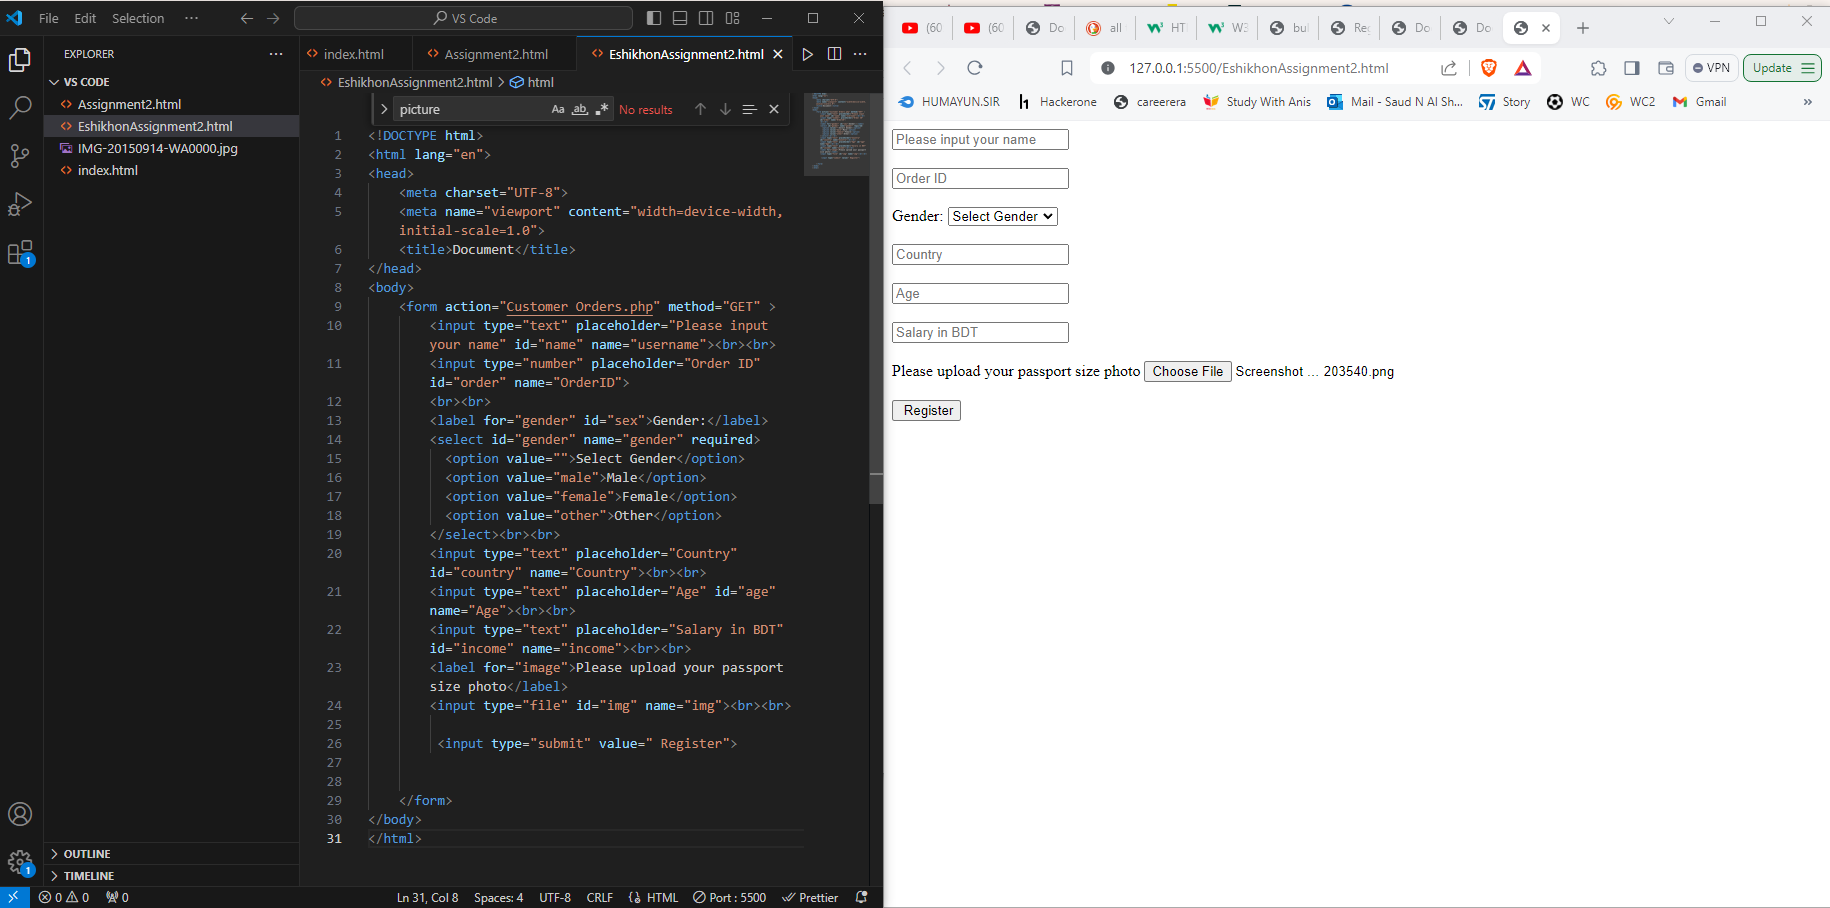 File Edit Selection ... VS Code
EXPLORER
VS CODE
Assignment2.html
EshikhonAssignment2.html
IMG-20150914-WA0000.jpg
index.html
OUTLINE
TIMELINE
index.html Assignment2.html EshikhonAssignment2.html
EshikhonAssignment2.html > html
picture Aa ab No results
1 <!DOCTYPE html>
2 <html lang="en">
3 <head>
4 <meta charset="UTF-8">
5 <meta name="viewport" content="width=device-width,
initial-scale=1.0">
6 <title>Document</title>
7 </head>
8 <body>
9 <form action="Customer Orders.php" method="GET" >
10 <input type="text" placeholder="Please input
your name" id="name" name="username"><br><br>
11 <input type="number" placeholder="Order ID"
id="order" name="OrderID">
12 <br><br>
13 <label for="gender" id="sex">Gender:</label>
14 <select id="gender" name="gender" required>
15 <option value="">Select Gender</option>
16 <option value="male">Male</option>
17 <option value="female">Female</option>
18 <option value="other">Other</option>
19 </select><br><br>
20 <input type="text" placeholder="Country"
id="country" name="Country"><br><br>
21 <input type="text" placeholder="Age" id="age"
name="Age"><br><br>
22 <input type="text" placeholder="Salary in BDT"
id="income" name="income"><br><br>
23 <label for="image">Please upload your passport
size photo</label>
24 <input type="file" id="img" name="img"><br><br>
25
26 <input type="submit" value=" Register">
27
28
29 </form>
30 </body>
31 </html>
0 0 0 Ln 31, Col 8 Spaces: 4 UTF-8 CRLF HTML Port : 5500 Prettier
(60 (60 Do all HT W3 bu Re Do Do
127.0.0.1:5500/EshikhonAssignment2.html VPN Update
HUMAYUN.SIR Hackerone careerera Study With Anis Mail - Saud N Al Sh... Story WC WC2 Gmail »
Please input your name
Order ID
Gender: Select Gender
Country
Age
Salary in BDT
Please upload your passport size photo Choose File Screenshot ... 203540.png
Register